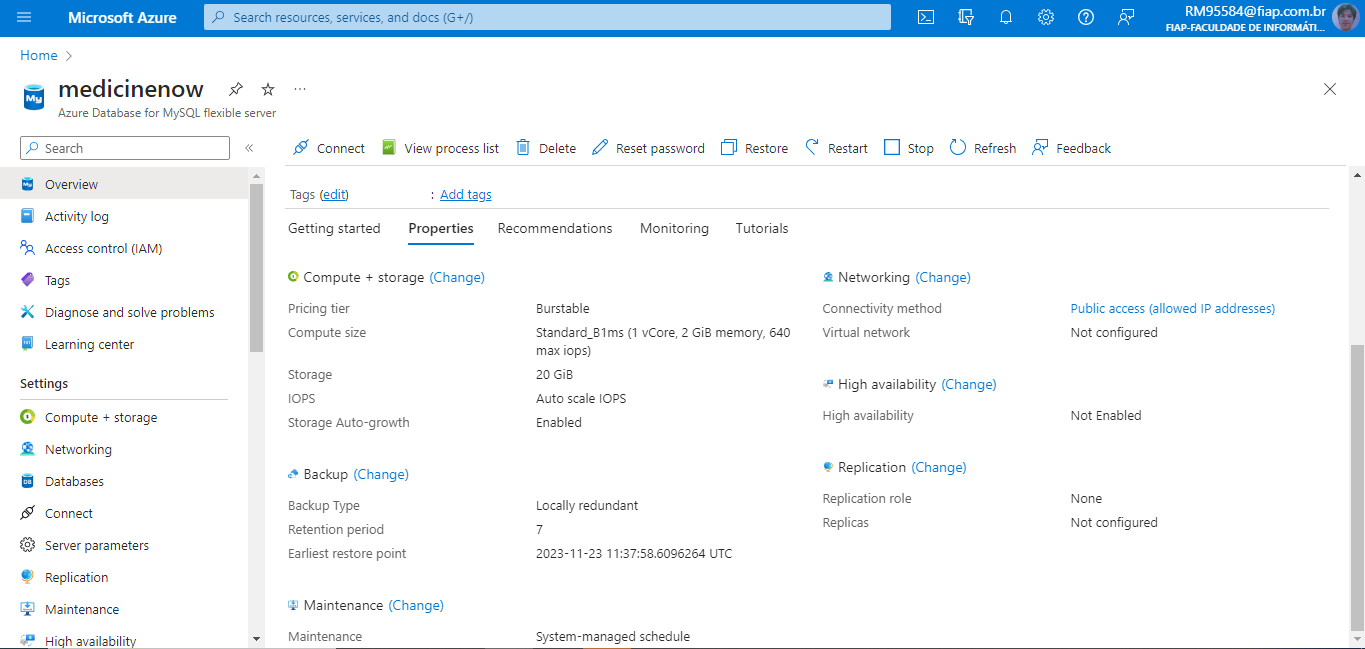 Microsoft Azure
Search resources, services, and docs (G+/)
RM95584@fiap.com.br
FIAP-FACULDADE DE INFORMÁTI...
Home
medicinenow
My
Azure Database for MySQL flexible server
Search
Connect
View process list
Delete
Reset password
Restore
Restart
Stop
Refresh
Feedback
Overview
Activity log
Access control (IAM)
Tags
Diagnose and solve problems
Learning center
Settings
Compute + storage
Networking
Databases
Connect
Server parameters
Replication
Maintenance
High availability
Tags (edit) : Add tags
Getting started
Properties
Recommendations
Monitoring
Tutorials
Compute + storage (Change)
Pricing tier Burstable
Compute size Standard_B1ms (1 vCore, 2 GiB memory, 640
max iops)
Storage 20 GiB
IOPS Auto scale IOPS
Storage Auto-growth Enabled
Backup (Change)
Backup Type Locally redundant
Retention period 7
Earliest restore point 2023-11-23 11:37:58.6096264 UTC
Maintenance (Change)
Maintenance System-managed schedule
Networking (Change)
Connectivity method Public access (allowed IP addresses)
Virtual network Not configured
High availability (Change)
High availability Not Enabled
Replication (Change)
Replication role None
Replicas Not configured